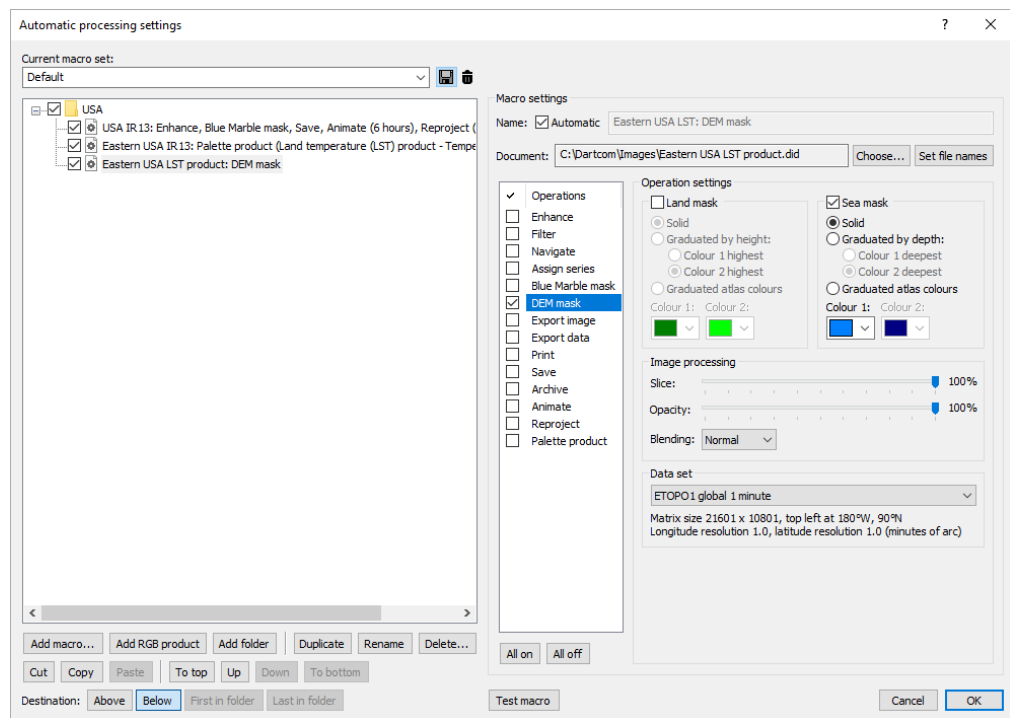 Automatic processing settings
?
Current macro set:
Default
USA
USA IR13: Enhance, Blue Marble mask, Save, Animate (6 hours), Reproject (
Eastern USA IR13: Palette product (Land temperature (LST) product - Tempe
Eastern USA LST product: DEM mask
Add macro...
Add RGB product
Add folder
Duplicate
Rename
Delete...
Cut
Copy
Paste
To top
Up
Down
To bottom
Destination:
Above
Below
First in folder
Last in folder
Macro settings
Name:
Automatic
Eastern USA LST: DEM mask
Document:
C:\Dartcom\Images\Eastern USA LST product.did
Choose...
Set file names
Operations
Enhance
Filter
Navigate
Assign series
Blue Marble mask
DEM mask
Export image
Export data
Print
Save
Archive
Animate
Reproject
Palette product
All on
All off
Operation settings
Land mask
Solid
Graduated by height:
Colour 1 highest
Colour 2 highest
Graduated atlas colours
Colour 1:
Colour 2:
Sea mask
Solid
Graduated by depth:
Colour 1 deepest
Colour 2 deepest
Graduated atlas colours
Colour 1:
Colour 2:
Image processing
Slice:
100%
Opacity:
100%
Blending:
Normal
Data set
ETOPO1 global 1 minute
Matrix size 21601 x 10801, top left at 180°W, 90°N
Longitude resolution 1.0, latitude resolution 1.0 (minutes of arc)
Test macro
Cancel
OK